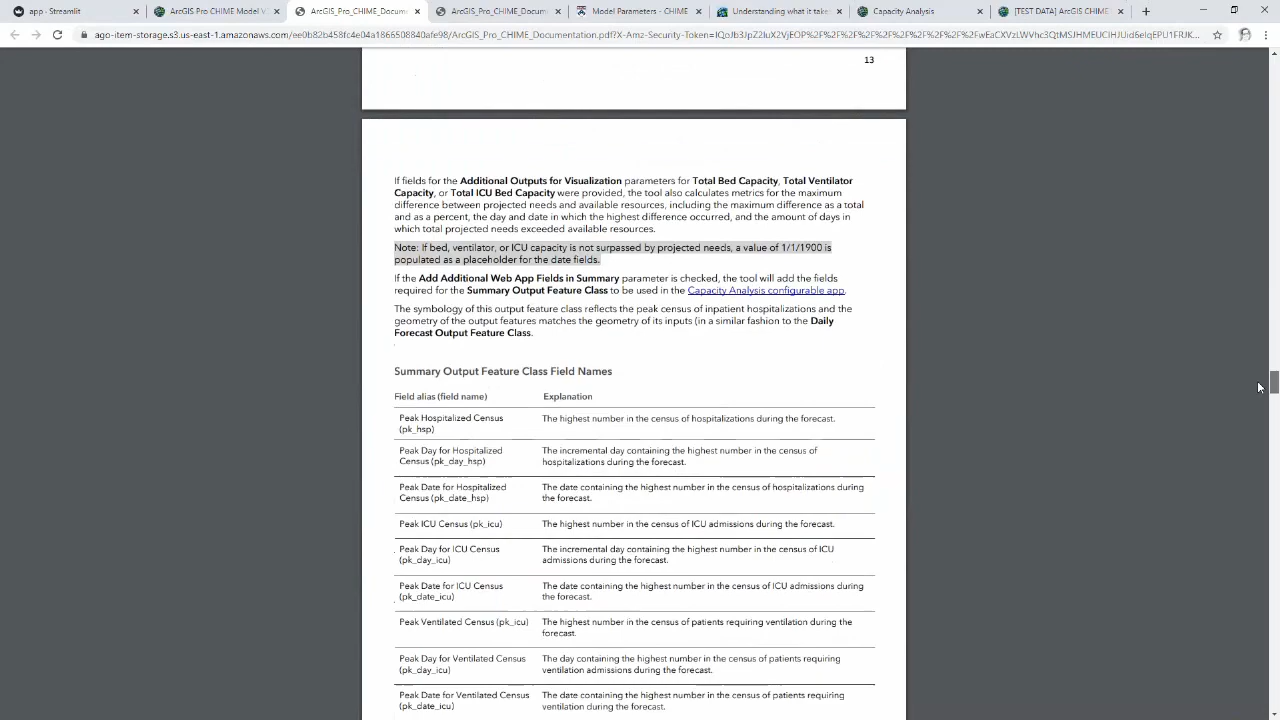 app · Streamlit
ArcGIS Pro CHIME Model V
ArcGIS_Pro_CHIME_Docume
ArcGIS_Pro_CHIME_Documen
Model Parameters - CHIME
Understanding what it take
Capacity Analysis
[TEST DATA] ArcGIS CHIME
13
If fields for the Additional Outputs for Visualization parameters for Total Bed Capacity, Total Ventilator
Capacity, or Total ICU Bed Capacity were provided, the tool also calculates metrics for the maximum
difference between projected needs and available resources, including the maximum difference as a total
and as a percent, the day and date in which the highest difference occurred, and the amount of days in
which total projected needs exceeded available resources.
Note: If bed, ventilator, or ICU capacity is not surpassed by projected needs, a value of 1/1/1900 is
populated as a placeholder for the date fields.
If the Add Additional Web App Fields in Summary parameter is checked, the tool will add the fields
required for the Summary Output Feature Class to be used in the Capacity Analysis configurable app.
The symbology of this output feature class reflects the peak census of inpatient hospitalizations and the
geometry of the output features matches the geometry of its inputs (in a similar fashion to the Daily
Forecast Output Feature Class.
Summary Output Feature Class Field Names
Field alias (field name) Explanation
Peak Hospitalized Census The highest number in the census of hospitalizations during the forecast.
(pk_hsp)
Peak Day for Hospitalized The incremental day containing the highest number in the census of
Census (pk_day_hsp) hospitalizations during the forecast.
Peak Date for Hospitalized The date containing the highest number in the census of hospitalizations during
Census (pk_date_hsp) the forecast.
Peak ICU Census (pk_icu) The highest number in the census of ICU admissions during the forecast.
Peak Day for ICU Census The incremental day containing the highest number in the census of ICU
(pk_day_icu) admissions during the forecast.
Peak Date for ICU Census The date containing the highest number in the census of ICU admissions during
(pk_date_icu) the forecast.
Peak Ventilated Census (pk_icu) The highest number in the census of patients requiring ventilation during the
forecast.
Peak Day for Ventilated Census The day containing the highest number in the census of patients requiring
(pk_day_icu) ventilation admissions during the forecast.
Peak Date for Ventilated Census The date containing the highest number in the census of patients requiring
(pk_date_icu) ventilation during the forecast.